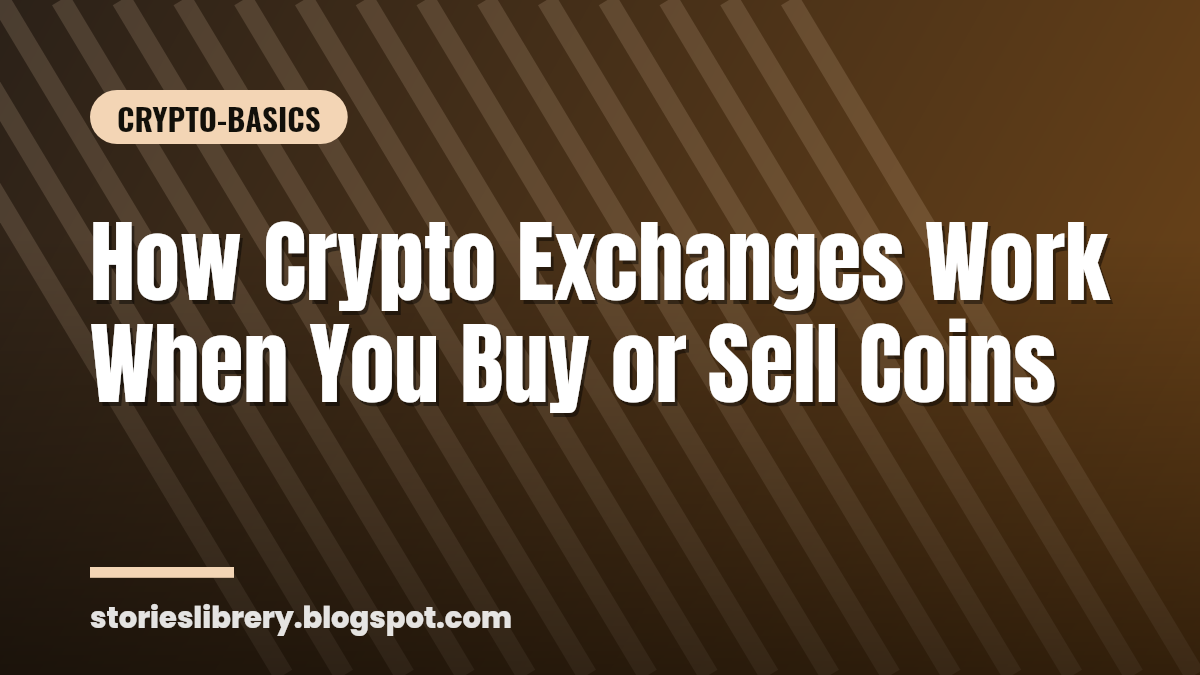 CRYPTO-BASICS
How Crypto Exchanges Work
When You Buy or Sell Coins
storieslibrery.blogspot.com